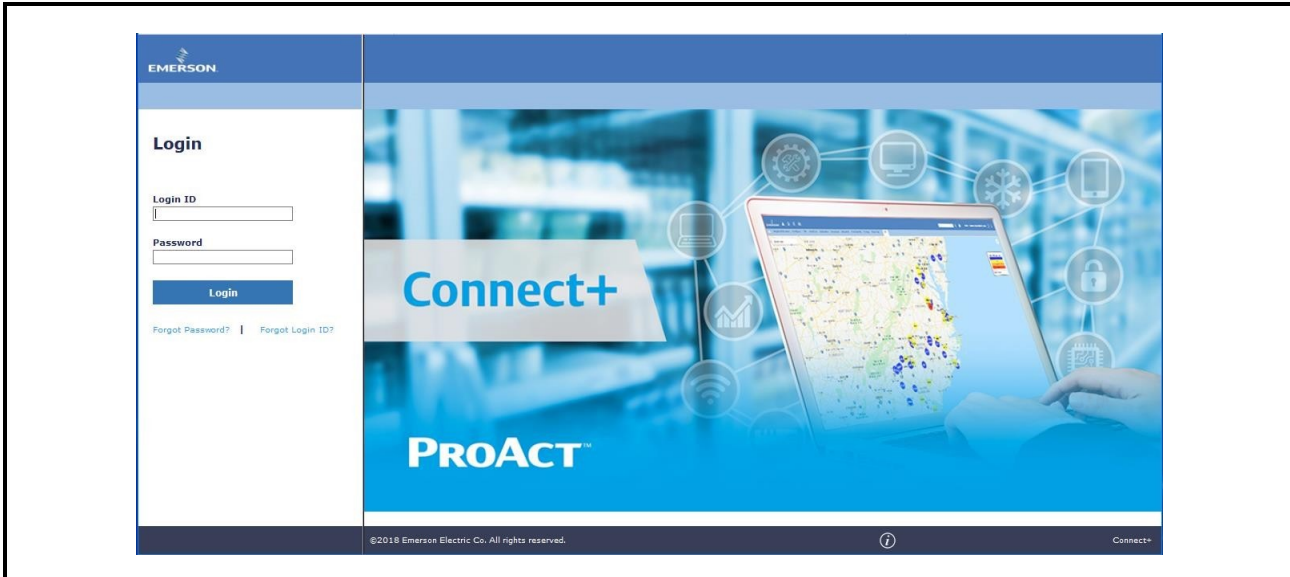 EMERSON
Login
Login ID
Password
Login
Forgot Password? | Forgot Login ID?
Connect+
PROACT™
©2018 Emerson Electric Co. All rights reserved.
i
Connect+